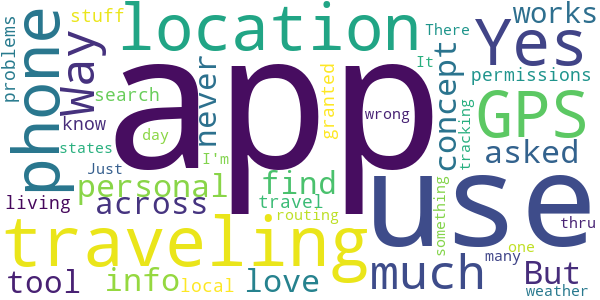 stuff
location
works
problems
phone
Way
app
Yes
There
It
permissions
search
never
granted
concept
tracking
GPS
know
day
wrong
asked
states
I'm
Just
personal
find
use
living
across
travel
routing
something
many
one
thru
traveling
tool
info
local
love
much
But
weather